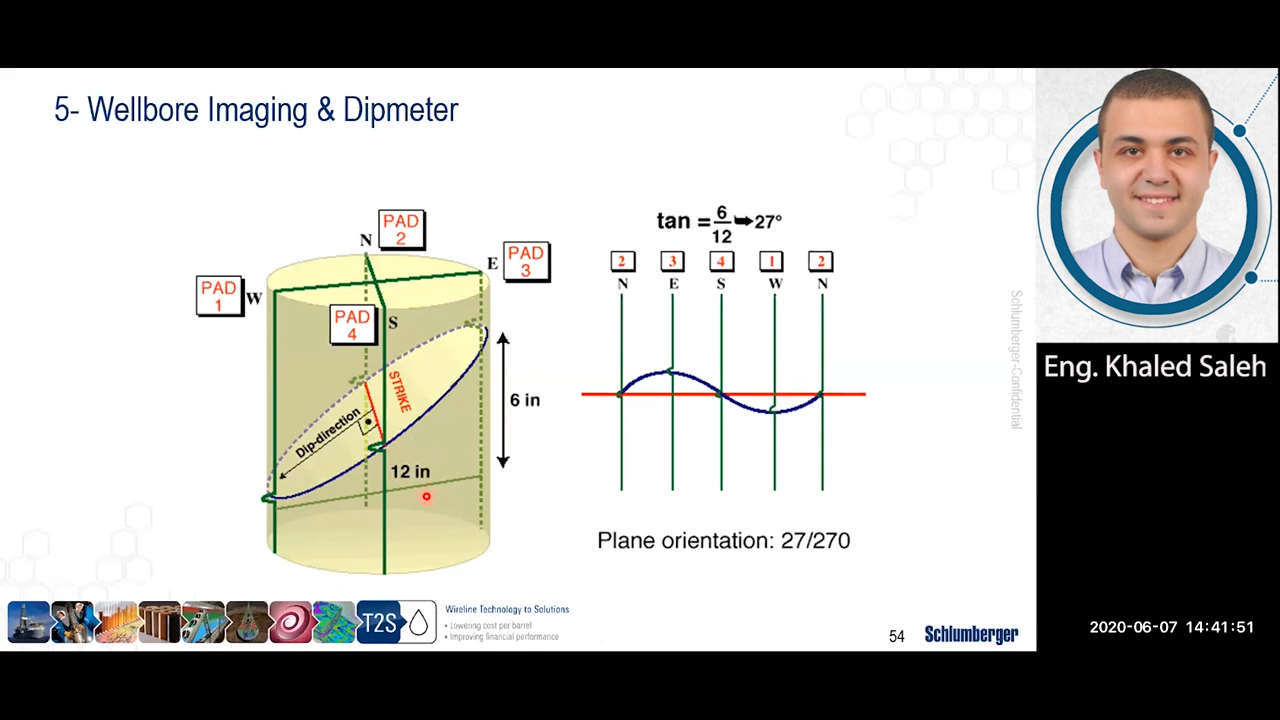 5- Wellbore Imaging & Dipmeter
PAD
2
N
E
PAD
3
PAD
1
W
PAD
4
S
STRIKE
Dip-direction
6 in
12 in
tan = 6/12 ➥ 27°
2 3 4 1 2
N E S W N
Plane orientation: 27/270
Schlumberger-Confidential
T2S
Wireline Technology to Solutions
• Lowering cost per barrel
• Improving financial performance
54
Schlumberger
Eng. Khaled Saleh
2020-06-07 14:41:51